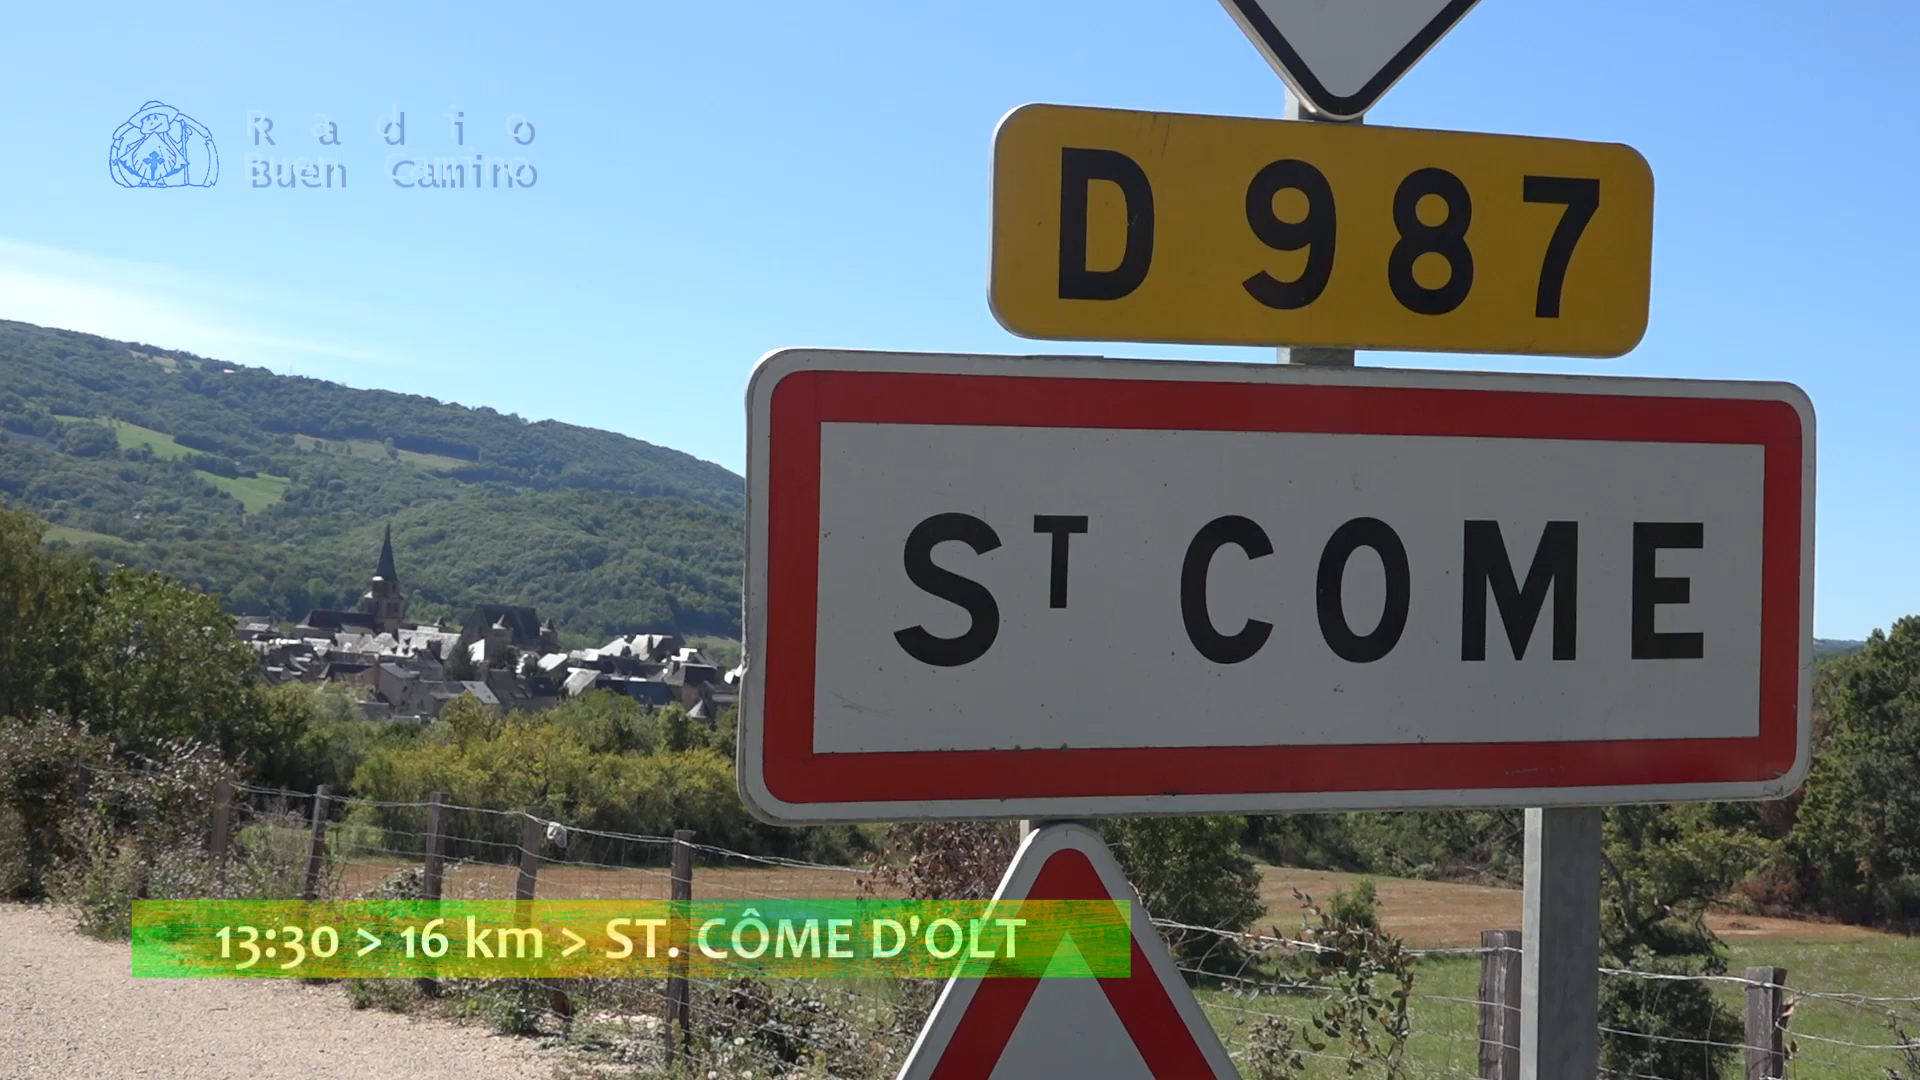 Radio
Buen Camino
D 987
ST COME
13:30 > 16 km > ST. CÔME D'OLT